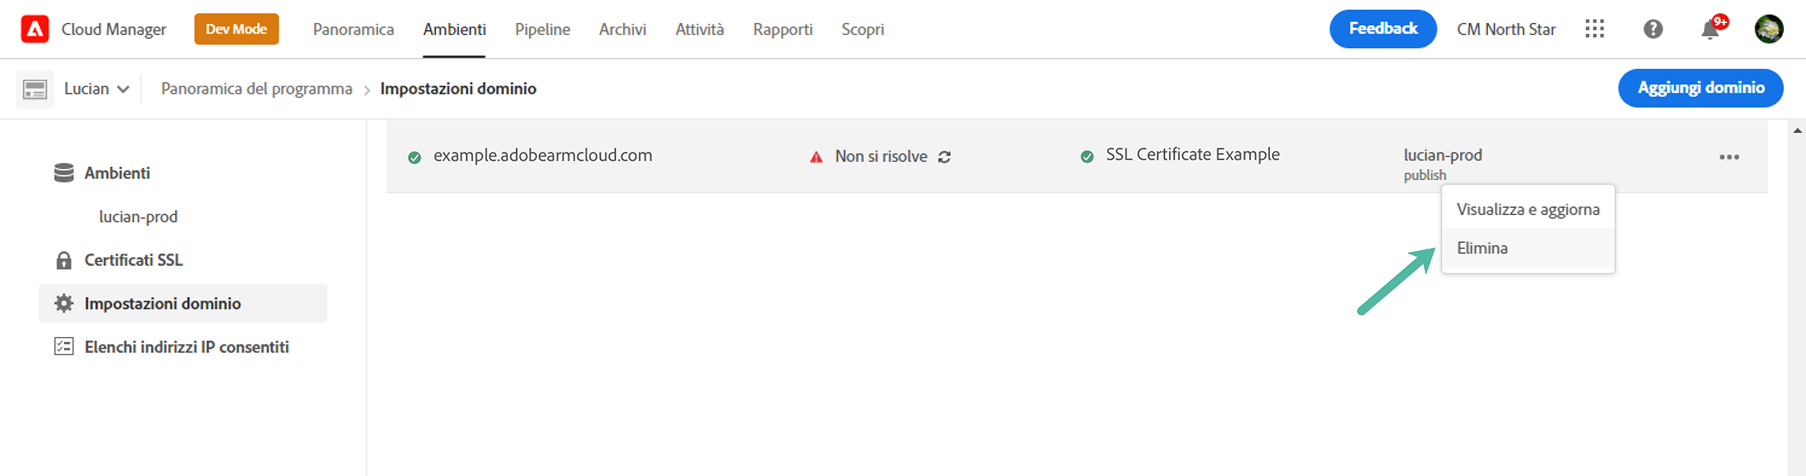 Cloud Manager Dev Mode Panoramica Ambienti Pipeline Archivi Attività Rapporti Scopri Feedback CM North Star 9+
Lucian Panoramica del programma Impostazioni dominio Aggiungi dominio
Ambienti
lucian-prod
Certificati SSL
Impostazioni dominio
Elenchi indirizzi IP consentiti
example.adobearmcloud.com Non si risolve SSL Certificate Example lucian-prod
publish
Visualizza e aggiorna
Elimina